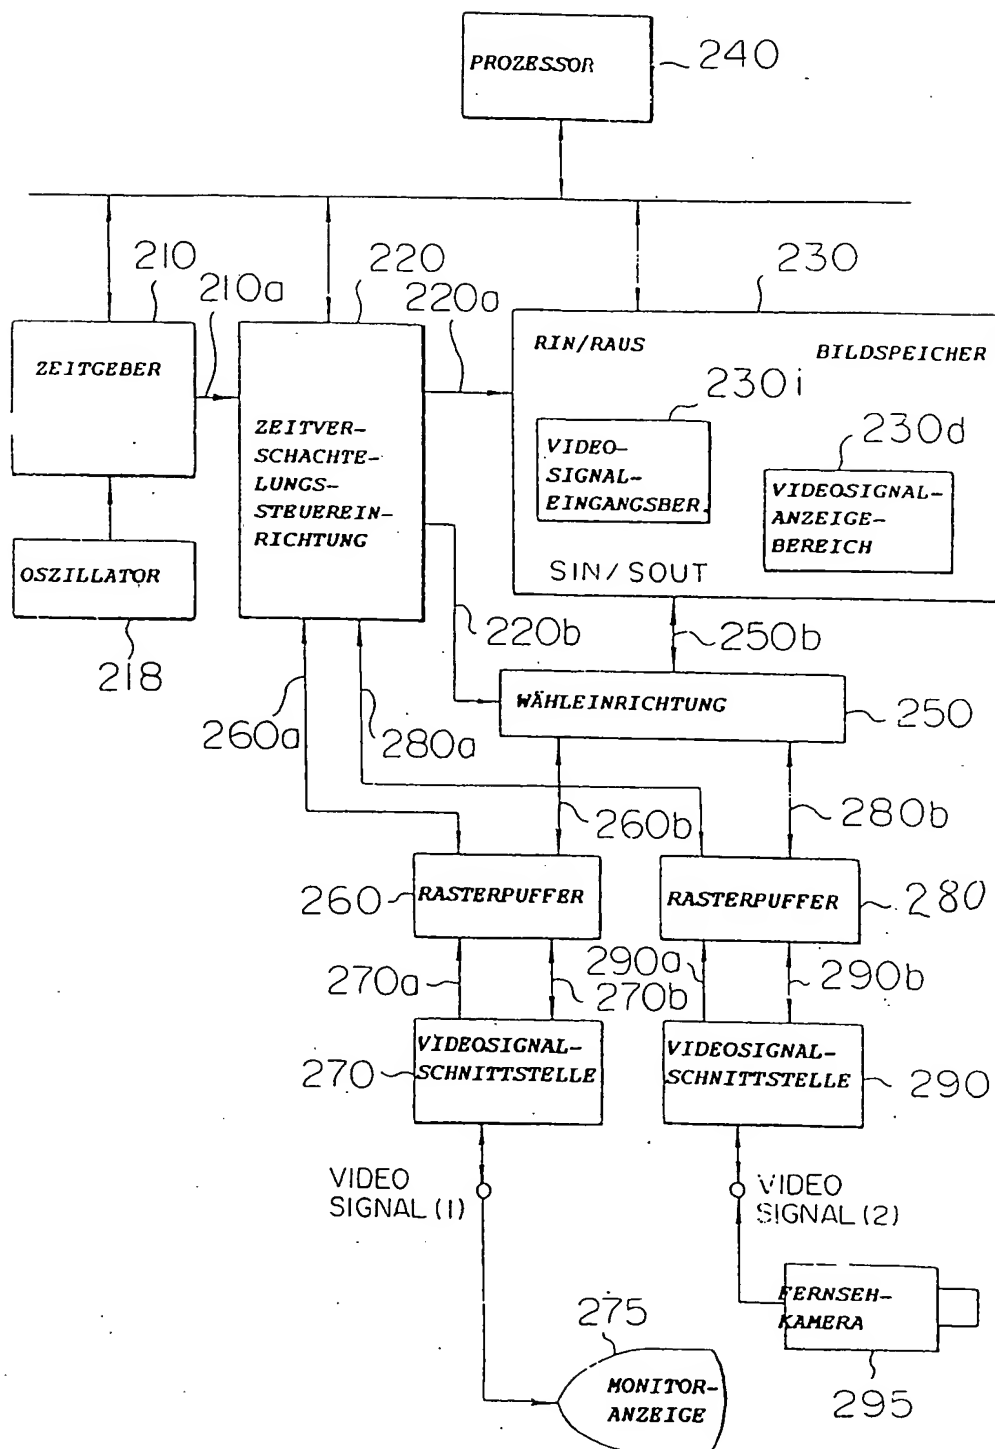 PROZESSOR
240
210
210a
220
220a
230
ZEITGEBER
RIN/RAUS
BILDSPEICHER
230i
230d
ZEITVER-
SCHACHTE-
LUNGS-
STEUEREIN-
RICHTUNG
VIDEO-
SIGNAL-
EINGANGSBER.
VIDEOSIGNAL-
ANZEIGE-
BEREICH
OSZILLATOR
SIN/SOUT
218
220b
250b
WÄHLEINRICHTUNG
250
260a
280a
260b
280b
260
RASTERPUFFER
RASTERPUFFER
280
270a
270b
290a
290b
270
VIDEOSIGNAL-
SCHNITTSTELLE
VIDEOSIGNAL-
SCHNITTSTELLE
290
VIDEO
SIGNAL (1)
VIDEO
SIGNAL (2)
FERNSEH-
KAMERA
295
275
MONITOR-
ANZEIGE